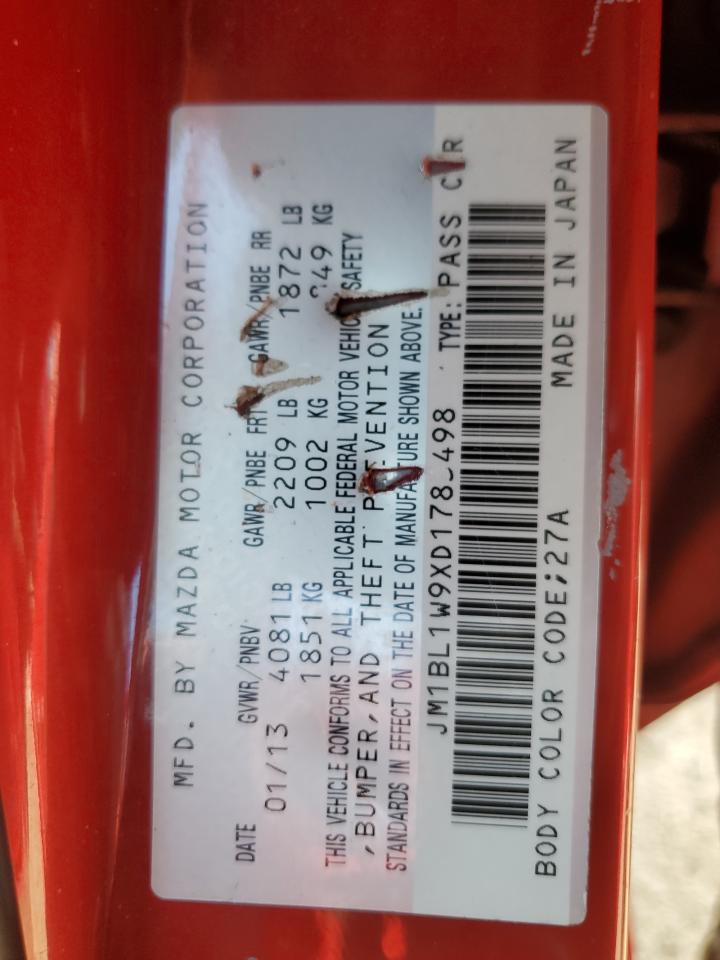 MFD. BY MAZDA MOTOR CORPORATION
DATE GVWR/PNBV GAWR/PNBE FRT GAWR/PNBE RR
01/13 4081 LB 2209 LB 1872 LB
1851 KG 1002 KG KG
THIS VEHICLE CONFORMS TO ALL APPLICABLE FEDERAL MOTOR VEHICLE SAFETY
,BUMPER,AND THEFT PREVENTION
STANDARDS IN EFFECT ON THE DATE OF MANUFACTURE SHOWN ABOVE.
TYPE: PASS CAR
BODY COLOR CODE;27A MADE IN JAPAN